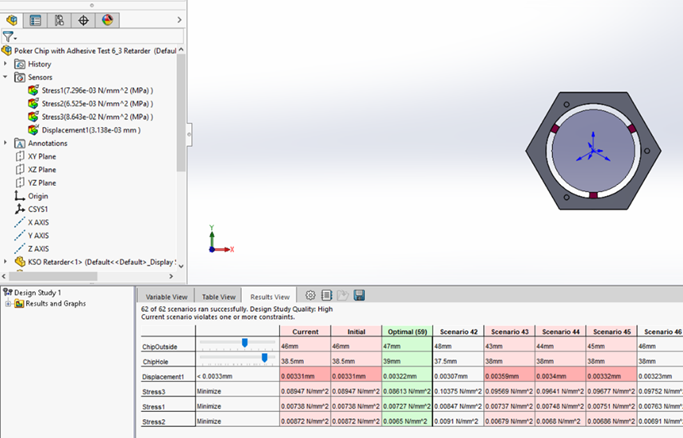 Poker Chip with Adhesive Test 6_3 Retarder (Defaul
History
Sensors
Stress1(7.296e-03 N/mm^2 (MPa) )
Stress2(6.525e-03 N/mm^2 (MPa) )
Stress3(8.643e-02 N/mm^2 (MPa) )
Displacement1(3.138e-03 mm )
Annotations
XY Plane
XZ Plane
YZ Plane
Origin
CSYS1
X AXIS
Y AXIS
Z AXIS
KSO Retarder<1> (Default<<Default>_Display S
Y
X
Design Study 1
Results and Graphs
Variable View Table View Results View
62 of 62 scenarios ran successfully. Design Study Quality: High
Current scenario violates one or more constraints.
Current Initial Optimal (59) Scenario 42 Scenario 43 Scenario 44 Scenario 45 Scenario 46
ChipOutside 46mm 46mm 47mm 48mm 43mm 44mm 45mm 46mm
ChipHole 38.5mm 38.5mm 39mm 37.5mm 38mm 38mm 38mm 38mm
Displacement1 < 0.0033mm 0.00331mm 0.00331mm 0.00322mm 0.00307mm 0.00359mm 0.0034mm 0.00332mm 0.00323mm
Stress3 Minimize 0.08947 N/mm^2 0.08947 N/mm^2 0.08613 N/mm^2 0.10375 N/mm^2 0.09569 N/mm^2 0.09641 N/mm^2 0.09677 N/mm^2 0.09752 N/mm^
Stress1 Minimize 0.00738 N/mm^2 0.00738 N/mm^2 0.00727 N/mm^2 0.00847 N/mm^2 0.00737 N/mm^2 0.00748 N/mm^2 0.00751 N/mm^2 0.00763 N/mm^
Stress2 Minimize 0.00872 N/mm^2 0.00872 N/mm^2 0.0065 N/mm^2 0.0091 N/mm^2 0.00679 N/mm^2 0.0068 N/mm^2 0.00686 N/mm^2 0.00691 N/mm^